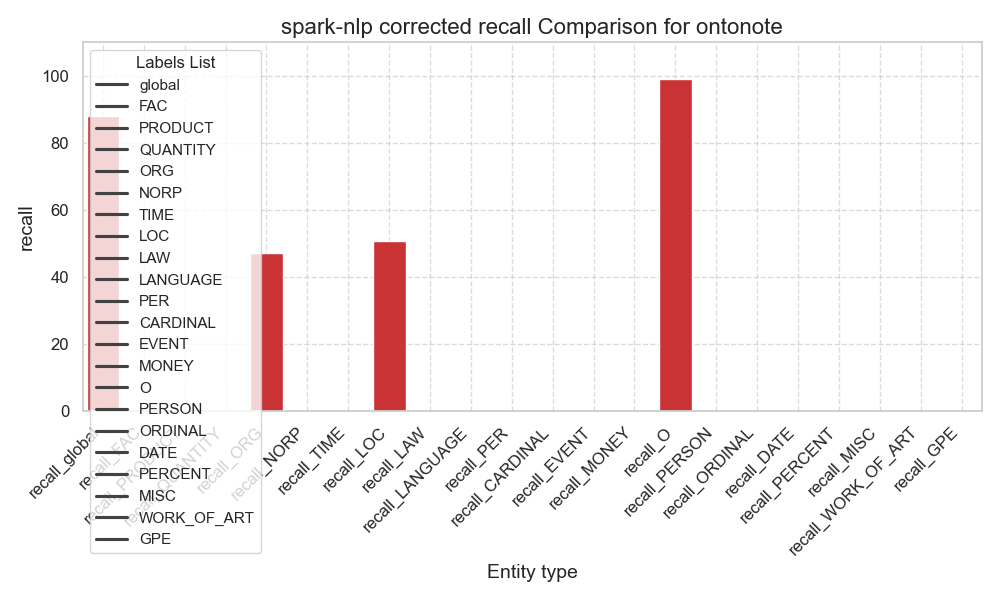 spark-nlp corrected recall Comparison for ontonote
recall
100
80
60
40
20
0
Labels List
global
FAC
PRODUCT
QUANTITY
ORG
NORP
TIME
LOC
LAW
LANGUAGE
PER
CARDINAL
EVENT
MONEY
O
PERSON
ORDINAL
DATE
PERCENT
MISC
WORK_OF_ART
GPE
recall_global
recall_FAC
recall_PRODUCT
recall_QUANTITY
recall_ORG
recall_NORP
recall_TIME
recall_LOC
recall_LAW
recall_LANGUAGE
recall_PER
recall_CARDINAL
recall_EVENT
recall_MONEY
recall_O
recall_PERSON
recall_ORDINAL
recall_DATE
recall_PERCENT
recall_MISC
recall_WORK_OF_ART
recall_GPE
Entity type